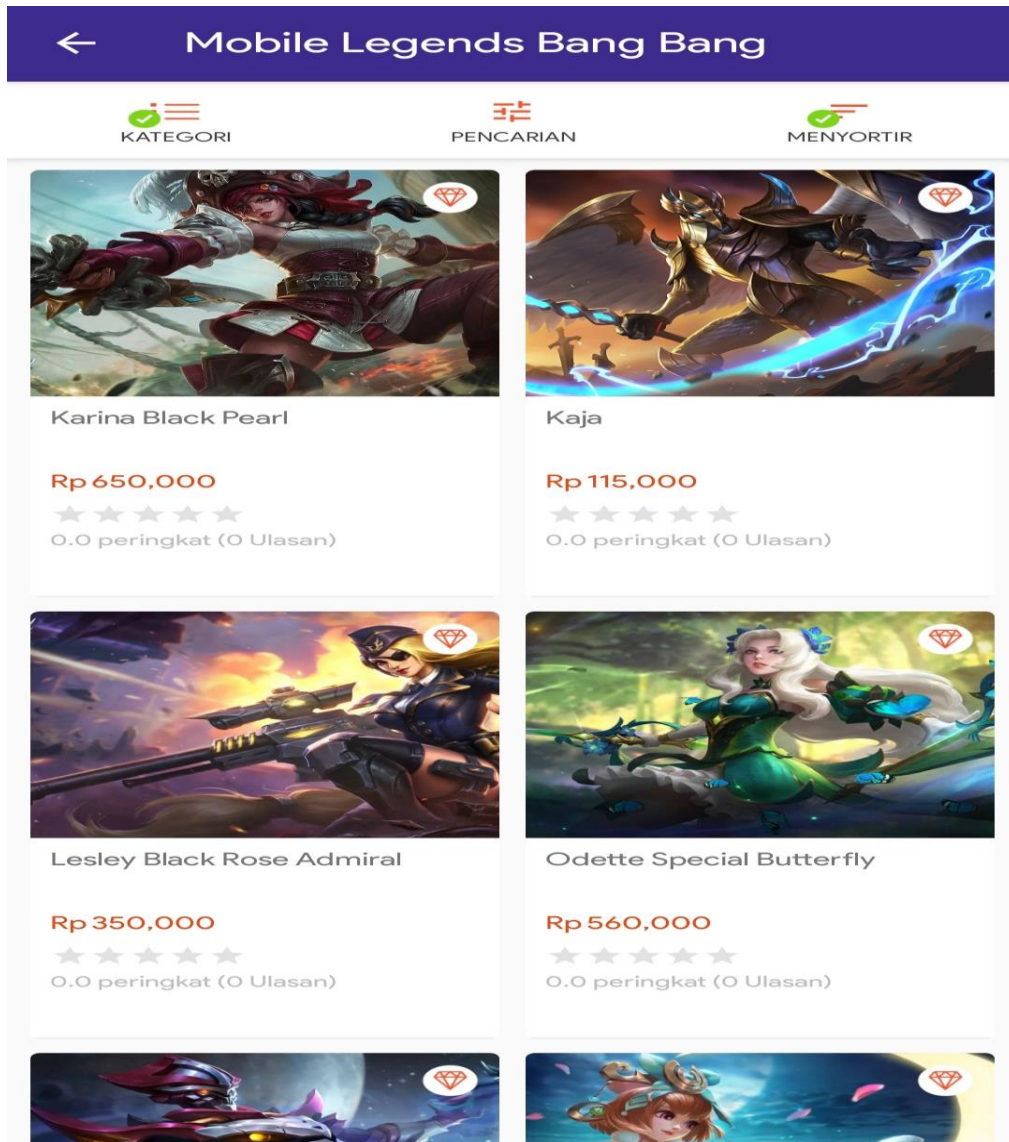 Mobile Legends Bang Bang
KATEGORI
PENCARIAN
MENYORTIR
Karina Black Pearl
Rp 650,000
0.0 peringkat (0 Ulasan)
Kaja
Rp 115,000
0.0 peringkat (0 Ulasan)
Lesley Black Rose Admiral
Rp 350,000
0.0 peringkat (0 Ulasan)
Odette Special Butterfly
Rp 560,000
0.0 peringkat (0 Ulasan)